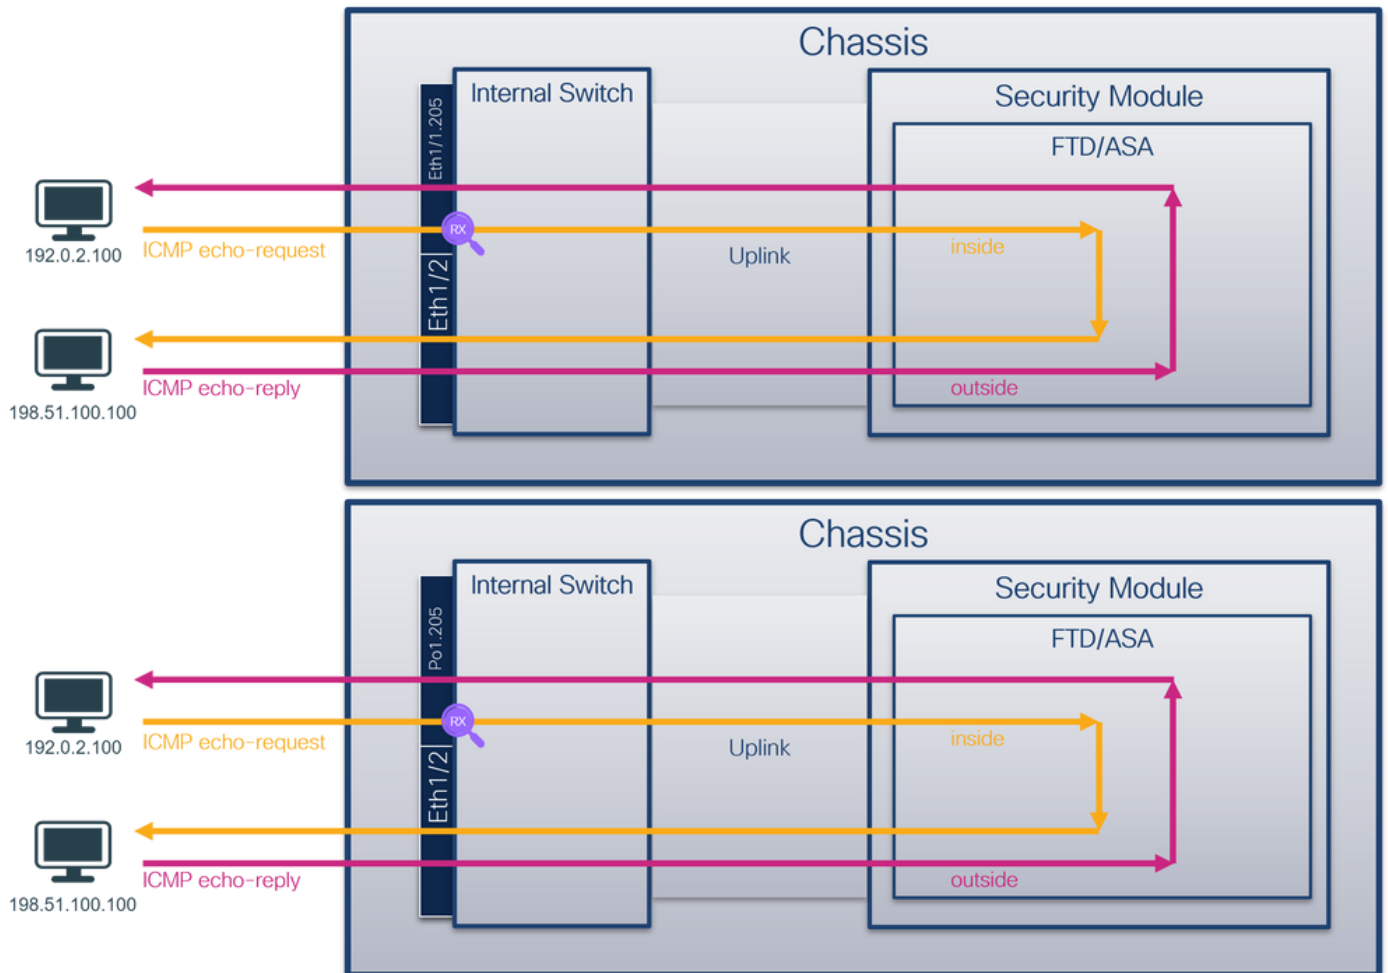 Chassis
Internal Switch
Security Module
FTD/ASA
Eth1/1.205
RX
192.0.2.100
ICMP echo-request
Uplink
inside
Eth1/2
ICMP echo-reply
outside
198.51.100.100
Chassis
Internal Switch
Security Module
FTD/ASA
Po1.205
RX
192.0.2.100
ICMP echo-request
Uplink
inside
Eth1/2
ICMP echo-reply
outside
198.51.100.100